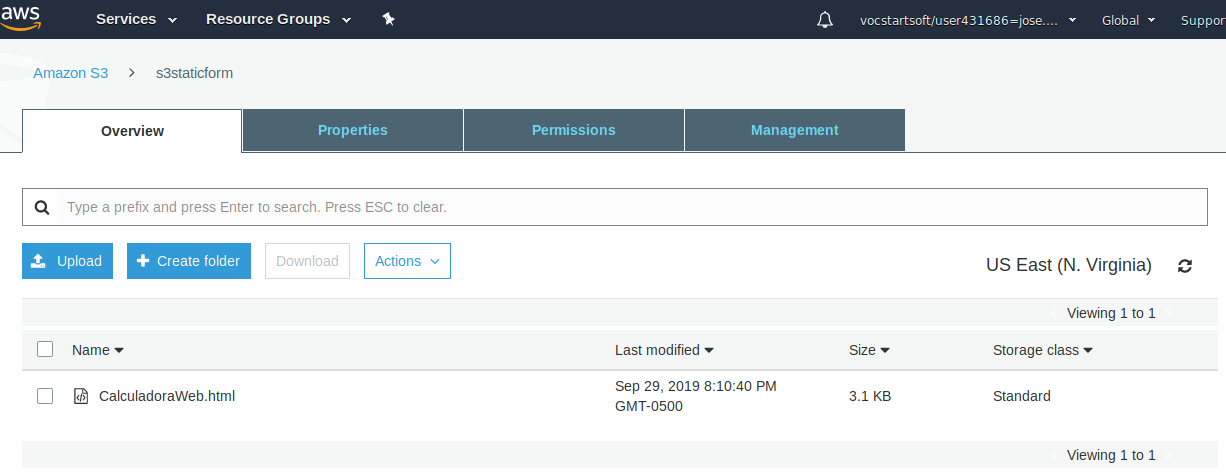 aws
Services
Resource Groups
vocstartsoft/user431686=jose....
Global
Suppor
Amazon S3
s3staticform
Overview
Properties
Permissions
Management
Type a prefix and press Enter to search. Press ESC to clear.
Upload
Create folder
Download
Actions
US East (N. Virginia)
Viewing 1 to 1
Name
Last modified
Size
Storage class
CalculadoraWeb.html
Sep 29, 2019 8:10:40 PM
GMT-0500
3.1 KB
Standard
Viewing 1 to 1